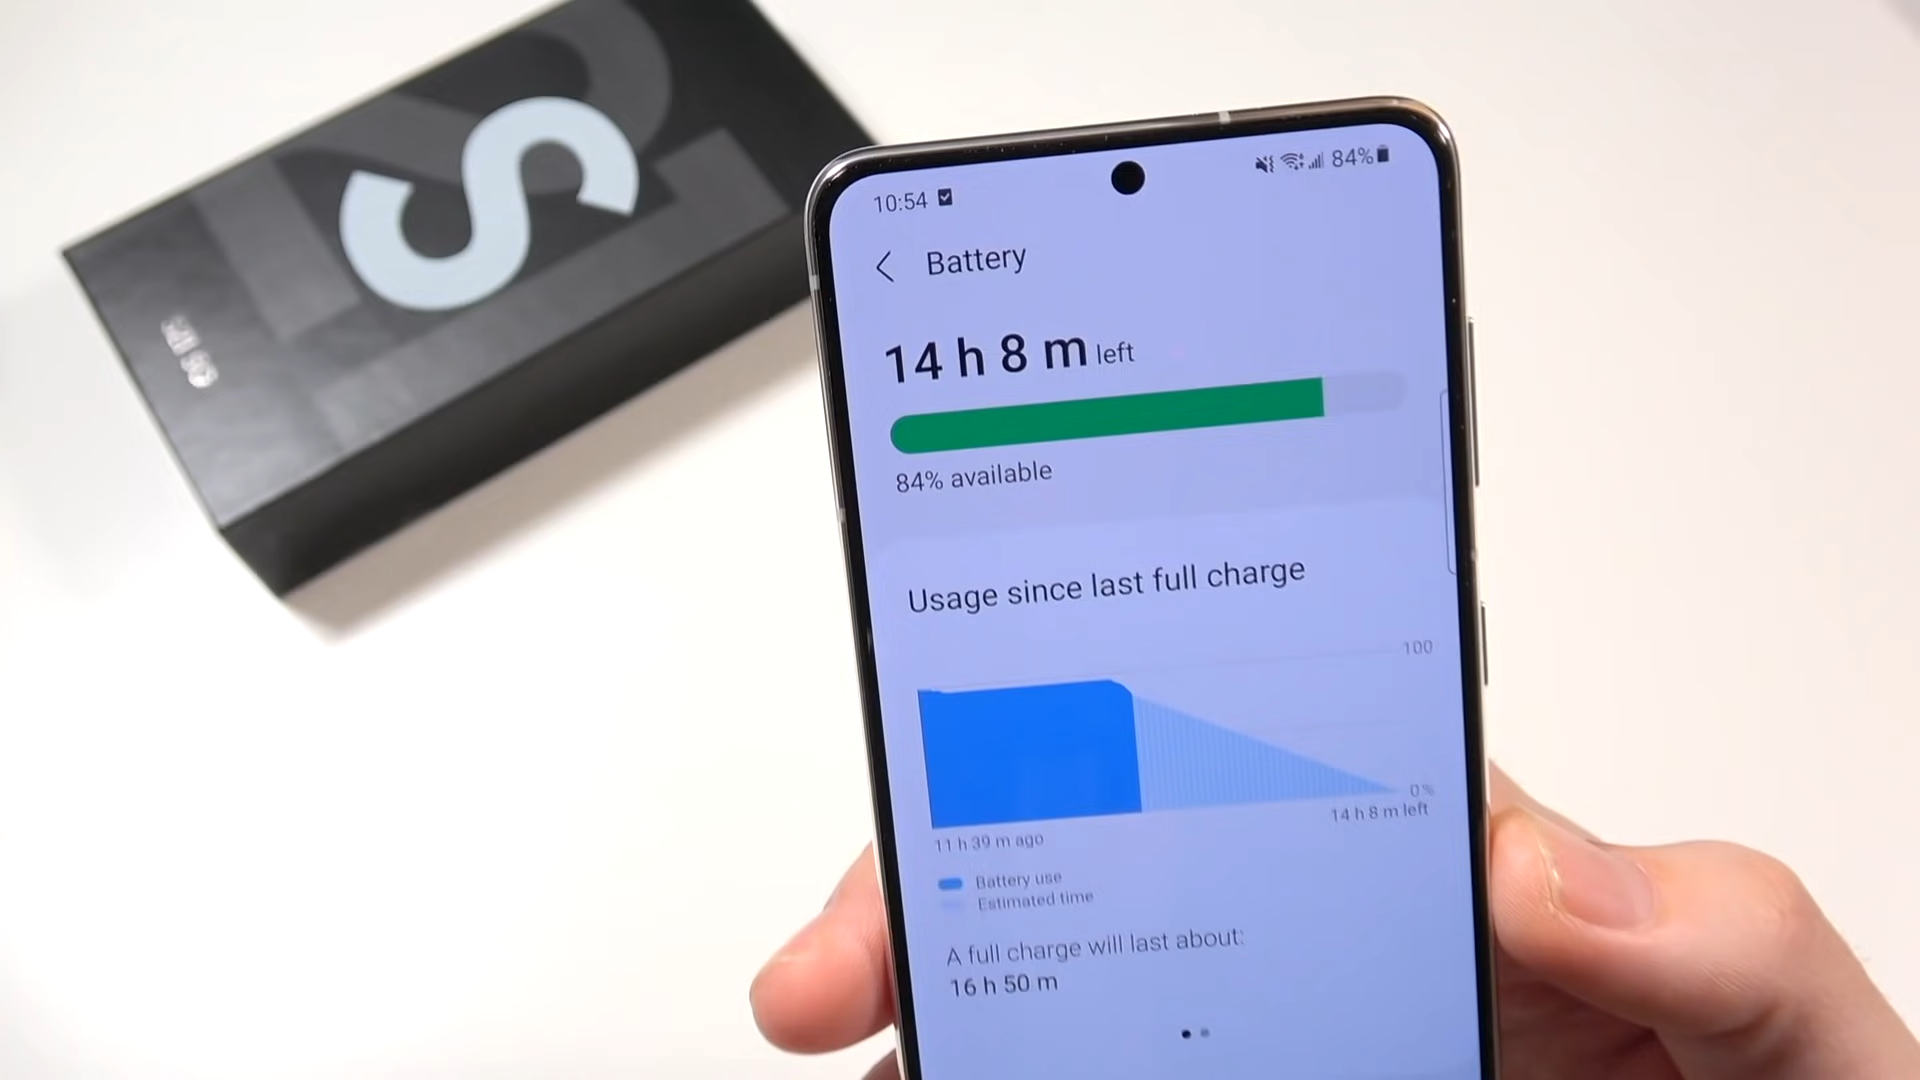 S
10:54
84%
Battery
14 h 8 m left
84% available
Usage since last full charge
100
0%
11 h 39 m ago
14 h 8 m left
Battery use
Estimated time
A full charge will last about:
16 h 50 m